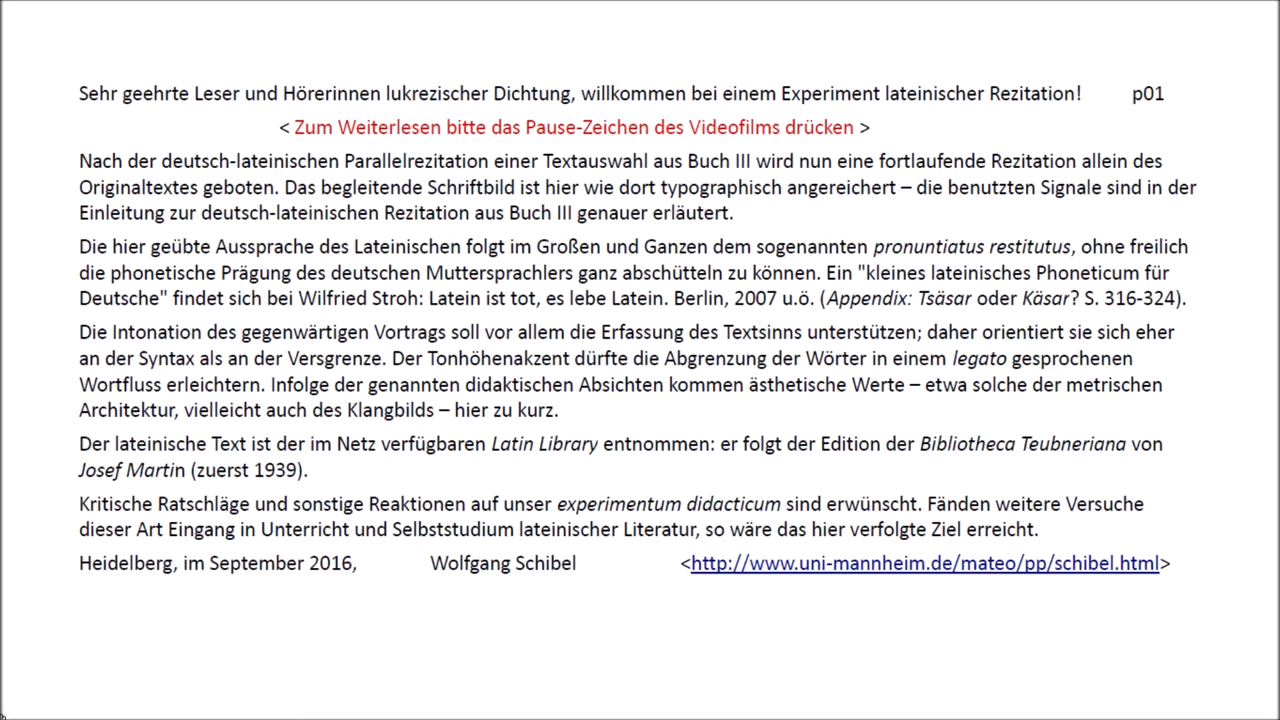 Sehr geehrte Leser und Hörerinnen lukrezischer Dichtung, willkommen bei einem Experiment lateinischer Rezitation! p01
< Zum Weiterlesen bitte das Pause-Zeichen des Videofilms drücken >
Nach der deutsch-lateinischen Parallelrezitation einer Textauswahl aus Buch III wird nun eine fortlaufende Rezitation allein des
Originaltextes geboten. Das begleitende Schriftbild ist hier wie dort typographisch angereichert – die benutzten Signale sind in der
Einleitung zur deutsch-lateinischen Rezitation aus Buch III genauer erläutert.
Die hier geübte Aussprache des Lateinischen folgt im Großen und Ganzen dem sogenannten pronuntiatus restitutus, ohne freilich
die phonetische Prägung des deutschen Muttersprachlers ganz abschütteln zu können. Ein "kleines lateinisches Phoneticum für
Deutsche" findet sich bei Wilfried Stroh: Latein ist tot, es lebe Latein. Berlin, 2007 u.ö. (Appendix: Tsäsar oder Käsar? S. 316-324).
Die Intonation des gegenwärtigen Vortrags soll vor allem die Erfassung des Textsinns unterstützen; daher orientiert sie sich eher
an der Syntax als an der Versgrenze. Der Tonhöhenakzent dürfte die Abgrenzung der Wörter in einem legato gesprochenen
Wortfluss erleichtern. Infolge der genannten didaktischen Absichten kommen ästhetische Werte – etwa solche der metrischen
Architektur, vielleicht auch des Klangbilds – hier zu kurz.
Der lateinische Text ist der im Netz verfügbaren Latin Library entnommen: er folgt der Edition der Bibliotheca Teubneriana von
Josef Martin (zuerst 1939).
Kritische Ratschläge und sonstige Reaktionen auf unser experimentum didacticum sind erwünscht. Fänden weitere Versuche
dieser Art Eingang in Unterricht und Selbststudium lateinischer Literatur, so wäre das hier verfolgte Ziel erreicht.
Heidelberg, im September 2016, Wolfgang Schibel <http://www.uni-mannheim.de/mateo/pp/schibel.html>